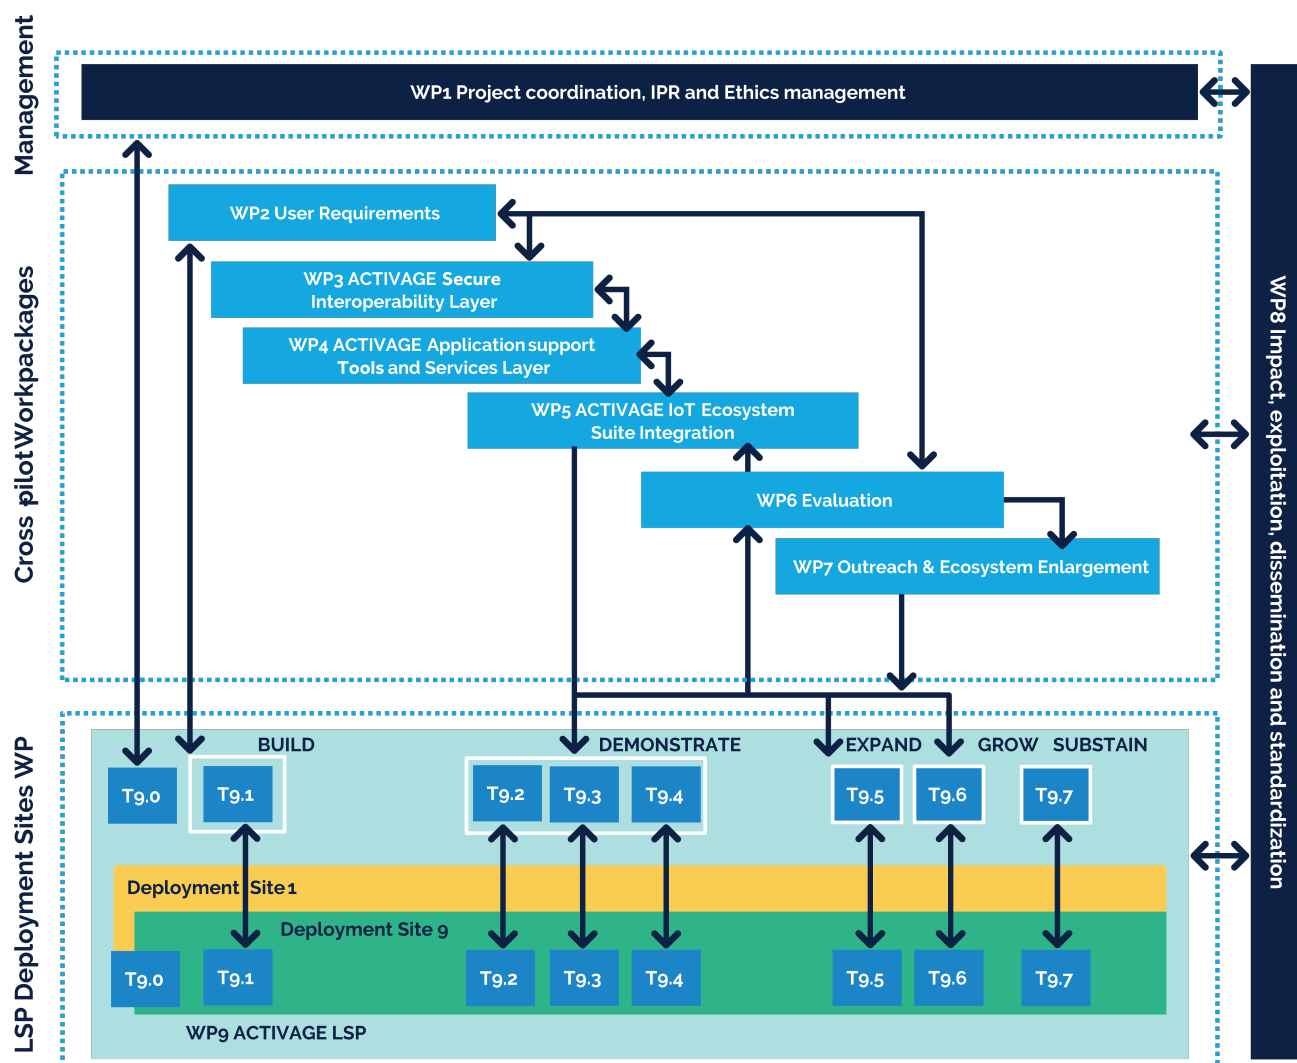 Management
WP1 Project coordination, IPR and Ethics management
Cross pilot Workpackages
WP2 User Requirements
WP3 ACTIVAGE Secure
Interoperability Layer
WP4 ACTIVAGE Application support
Tools and Services Layer
WP5 ACTIVAGE IoT Ecosystem
Suite Integration
WP6 Evaluation
WP7 Outreach & Ecosystem Enlargement
WP8 Impact, exploitation, dissemination and standardization
LSP Deployment Sites WP
BUILD
DEMONSTRATE
EXPAND
GROW
SUBSTAIN
T9.0
T9.1
T9.2
T9.3
T9.4
T9.5
T9.6
T9.7
Deployment Site 1
Deployment Site 9
T9.0
T9.1
T9.2
T9.3
T9.4
T9.5
T9.6
T9.7
WP9 ACTIVAGE LSP